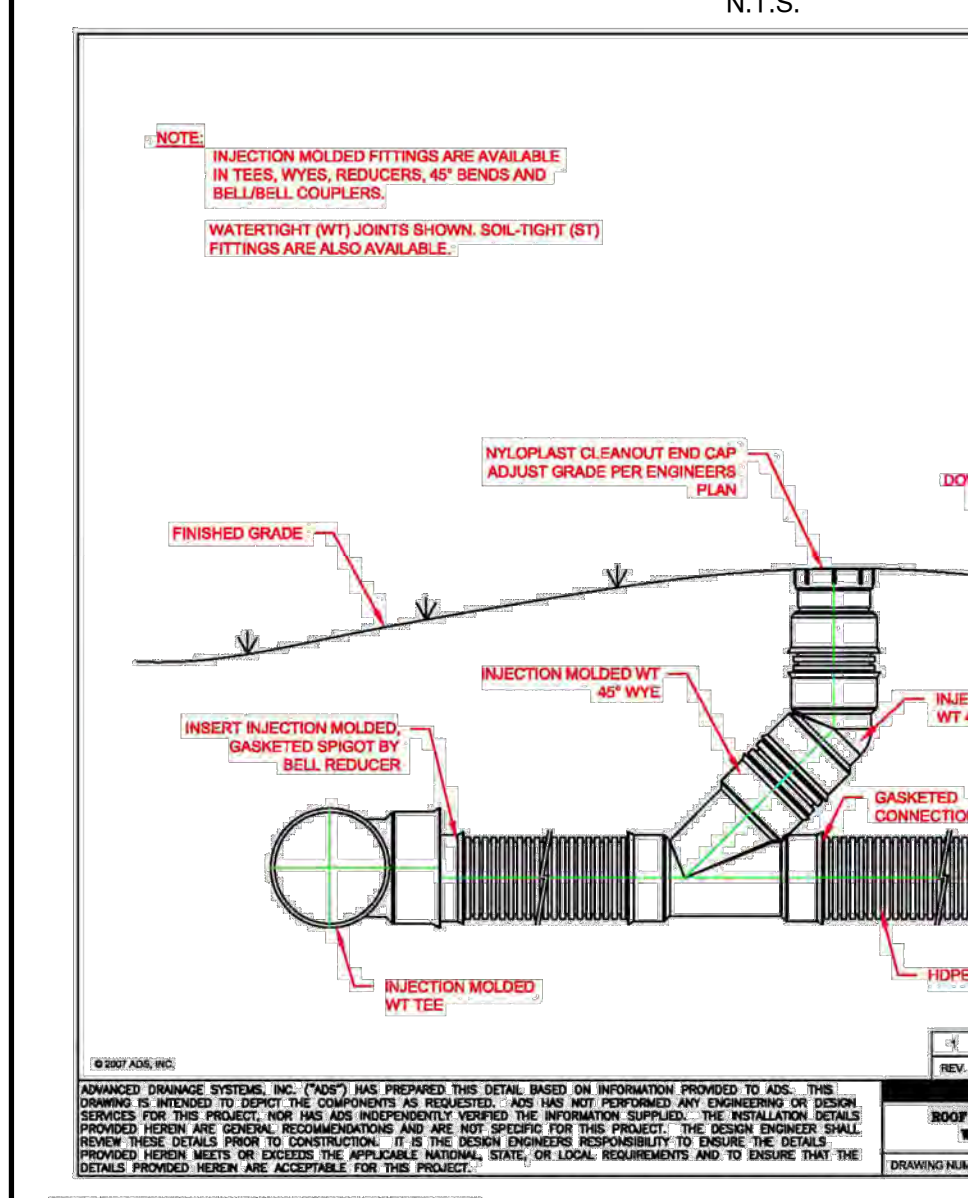 N.T.S.
NOTE:
INJECTION MOLDED FITTINGS ARE AVAILABLE
IN TEES, WYES, REDUCERS, 45° BENDS AND
BELL/BELL COUPLERS.
WATERTIGHT (WT) JOINTS SHOWN. SOIL-TIGHT (ST)
FITTINGS ARE ALSO AVAILABLE.
NYLOPLAST CLEANOUT END CAP
ADJUST GRADE PER ENGINEERS
PLAN
FINISHED GRADE
INJECTION MOLDED WT
45° WYE
INSERT INJECTION MOLDED,
GASKETED SPIGOT BY
BELL REDUCER
WT
GASKETED
HDPE
INJECTION MOLDED
WT TEE
© 2007 ADS, INC.
REV.
ADVANCED DRAINAGE SYSTEMS, INC. ("ADS") HAS PREPARED THIS DETAIL BASED ON INFORMATION PROVIDED TO ADS. THIS
DRAWING IS INTENDED TO DEPICT THE COMPONENTS AS REQUESTED. ADS HAS NOT PERFORMED ANY ENGINEERING OR DESIGN
SERVICES FOR THIS PROJECT, NOR HAS ADS INDEPENDENTLY VERIFIED THE INFORMATION SUPPLIED. THE INSTALLATION DETAILS
PROVIDED HEREIN ARE GENERAL RECOMMENDATIONS AND ARE NOT SPECIFIC FOR THIS PROJECT. THE DESIGN ENGINEER SHALL
REVIEW THESE DETAILS PRIOR TO CONSTRUCTION. IT IS THE DESIGN ENGINEERS RESPONSIBILITY TO ENSURE THE DETAILS
PROVIDED HEREIN MEETS OR EXCEEDS THE APPLICABLE NATIONAL, STATE, OR LOCAL REQUIREMENTS AND TO ENSURE THAT THE
DETAILS PROVIDED HEREIN ARE ACCEPTABLE FOR THIS PROJECT.
ROOF
DRAWING